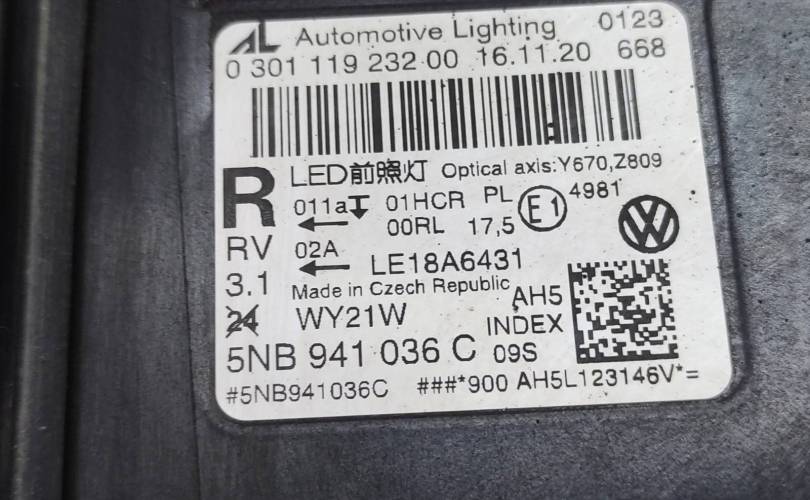 AL Automotive Lighting 0123
0 301 119 232 00 16.11.20 668
R LED前照灯 Optical axis:Y670,Z809
011a 01HCR PL E1 4981
00RL 17,5
RV 02A LE18A6431
3.1 Made in Czech Republic AH5
24 WY21W INDEX
5NB 941 036 C 09S
#5NB941036C ###*900 AH5L123146V*=